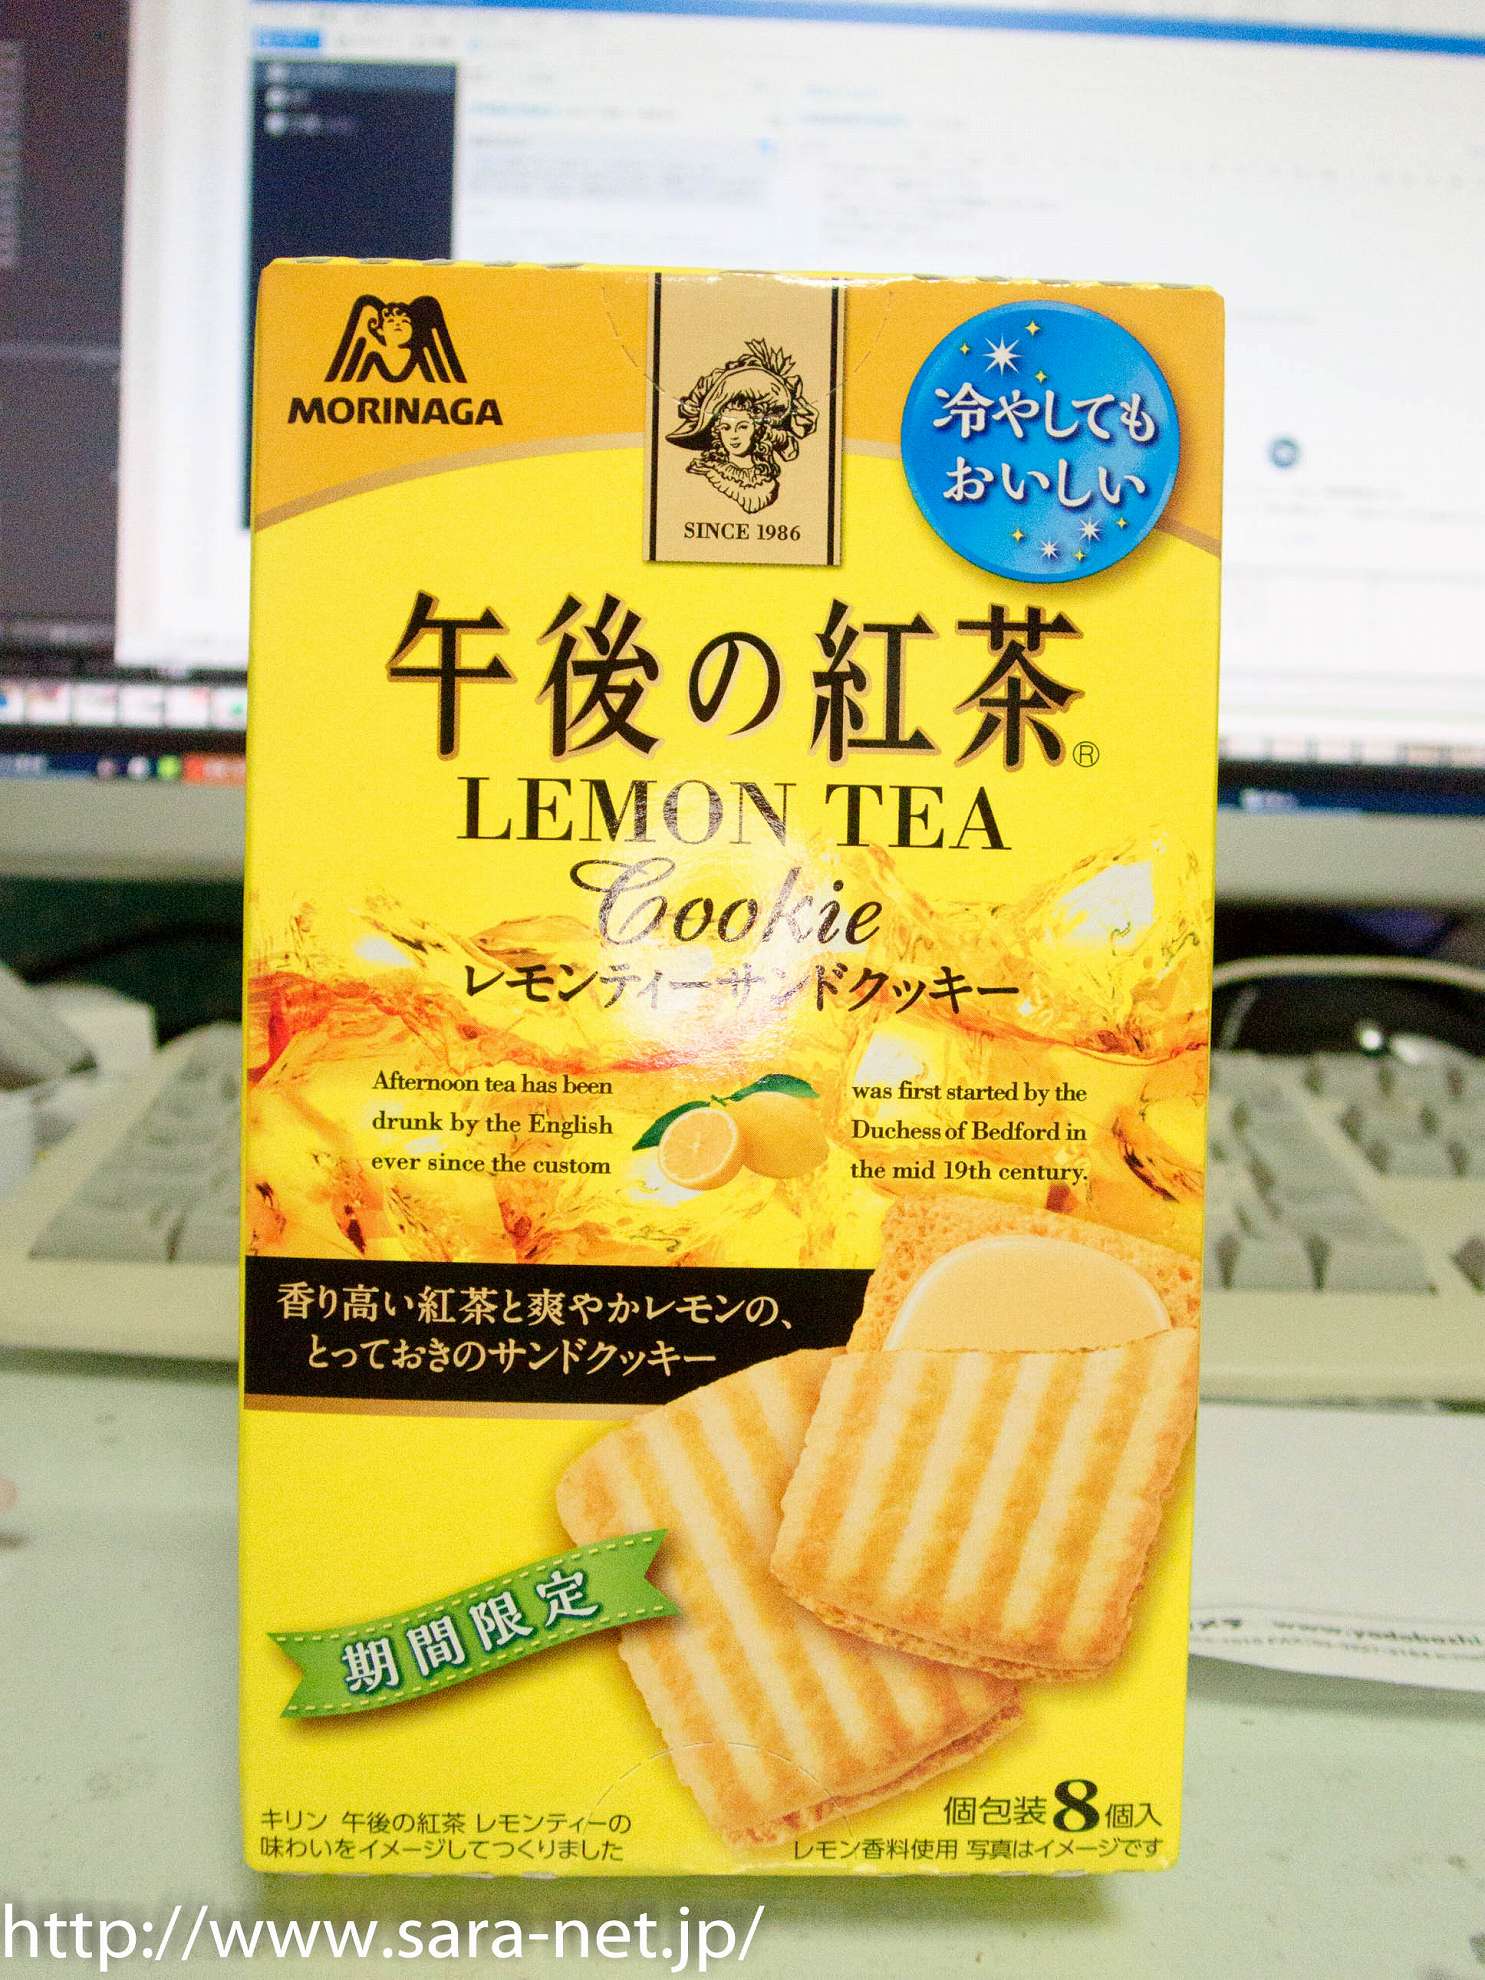 MORINAGA
SINCE 1986
冷やしても
おいしい
午後の紅茶®
LEMON TEA
Cookie
レモンティーサンドクッキー
Afternoon tea has been
drunk by the English
ever since the custom
was first started by the
Duchess of Bedford in
the mid 19th century.
香り高い紅茶と爽やかレモンの、
とっておきのサンドクッキー
期間限定
キリン 午後の紅茶 レモンティーの
味わいをイメージしてつくりました
個包装8個入
レモン香料使用 写真はイメージです
http://www.sara-net.jp/